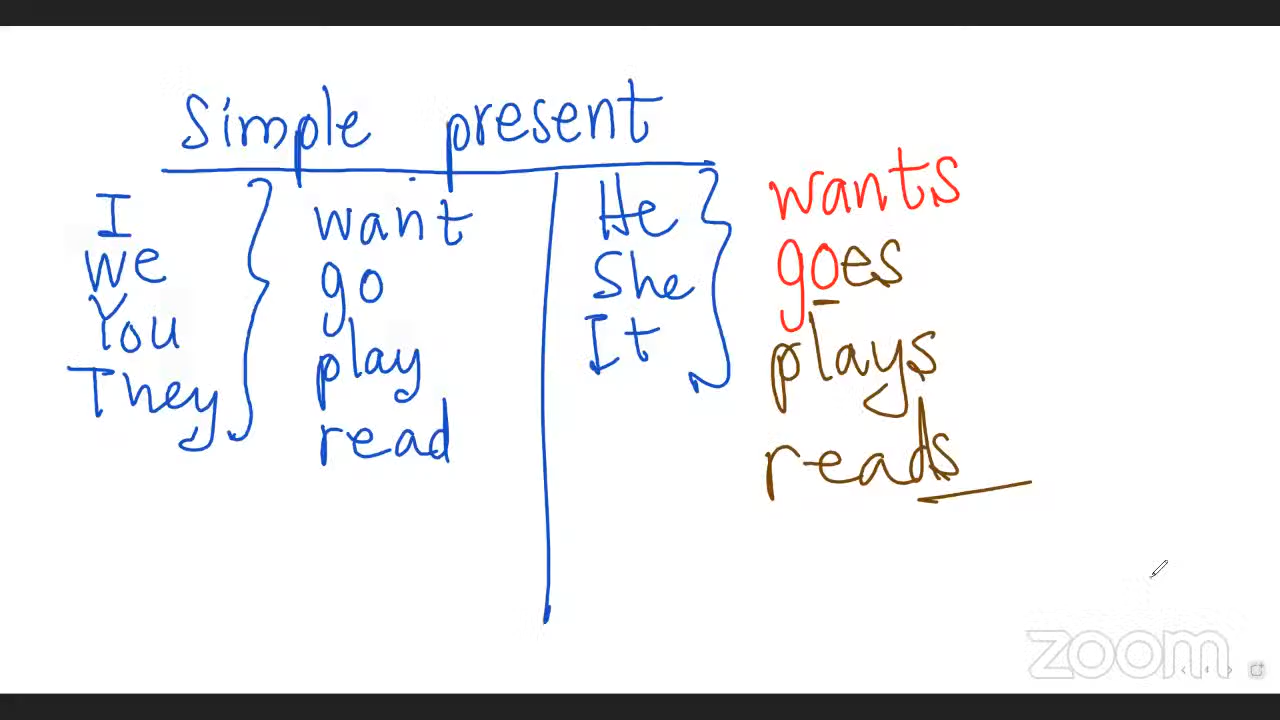 Simple present
I
We
You
They
want
go
play
read
He
She
It
wants
goes
plays
reads
zoom